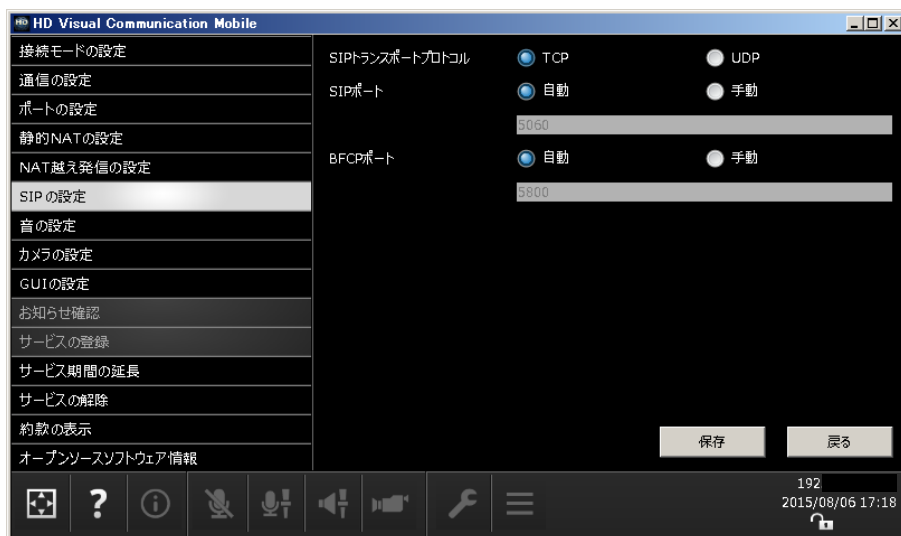 HD Visual Communication Mobile
接続モードの設定
通信の設定
ポートの設定
静的NATの設定
NAT越え発信の設定
SIPの設定
音の設定
カメラの設定
GUIの設定
お知らせ確認
サービスの登録
サービス期間の延長
サービスの解除
約款の表示
オープンソースソフトウェア情報
SIPトランスポートプロトコル TCP UDP
SIPポート 自動 手動
5060
BFCPポート 自動 手動
5800
保存 戻る
192
2015/08/06 17:18